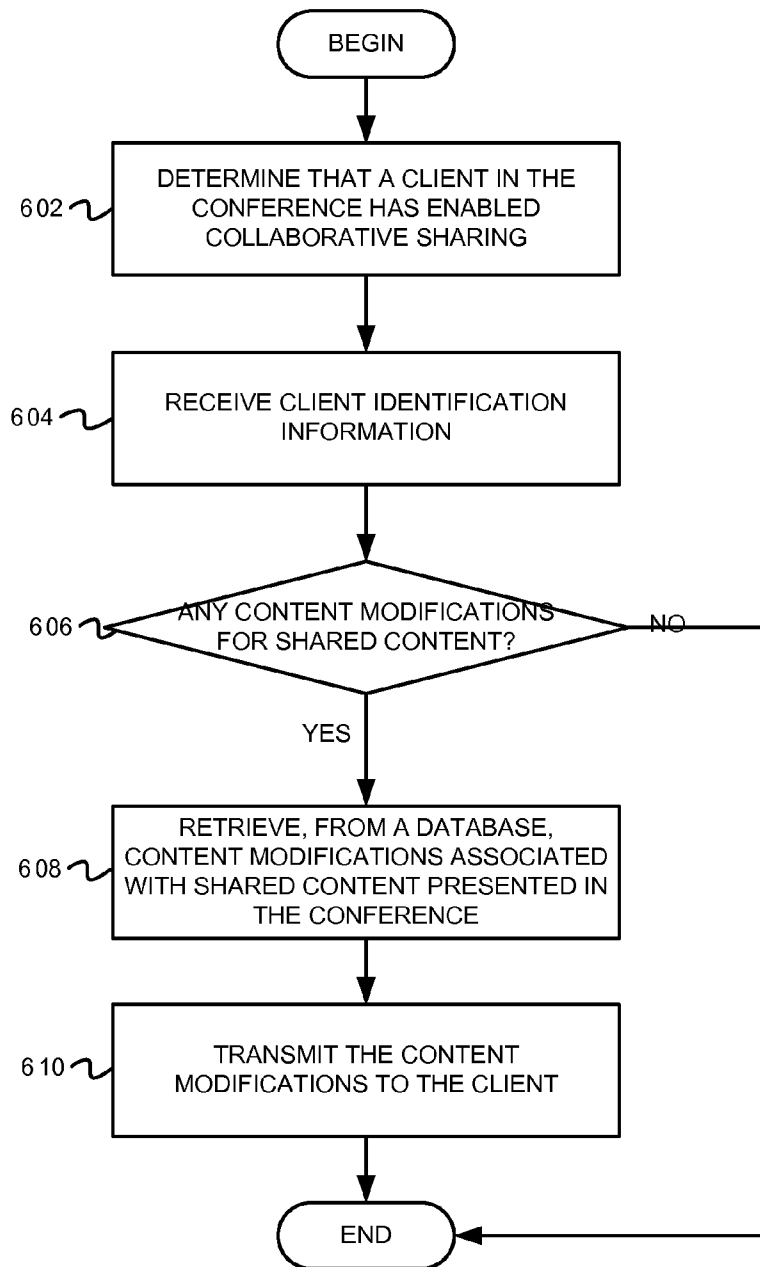 BEGIN
602
DETERMINE THAT A CLIENT IN THE
CONFERENCE HAS ENABLED
COLLABORATIVE SHARING
604
RECEIVE CLIENT IDENTIFICATION
INFORMATION
606
ANY CONTENT MODIFICATIONS
FOR SHARED CONTENT?
NO
YES
608
RETRIEVE, FROM A DATABASE,
CONTENT MODIFICATIONS ASSOCIATED
WITH SHARED CONTENT PRESENTED IN
THE CONFERENCE
610
TRANSMIT THE CONTENT
MODIFICATIONS TO THE CLIENT
END